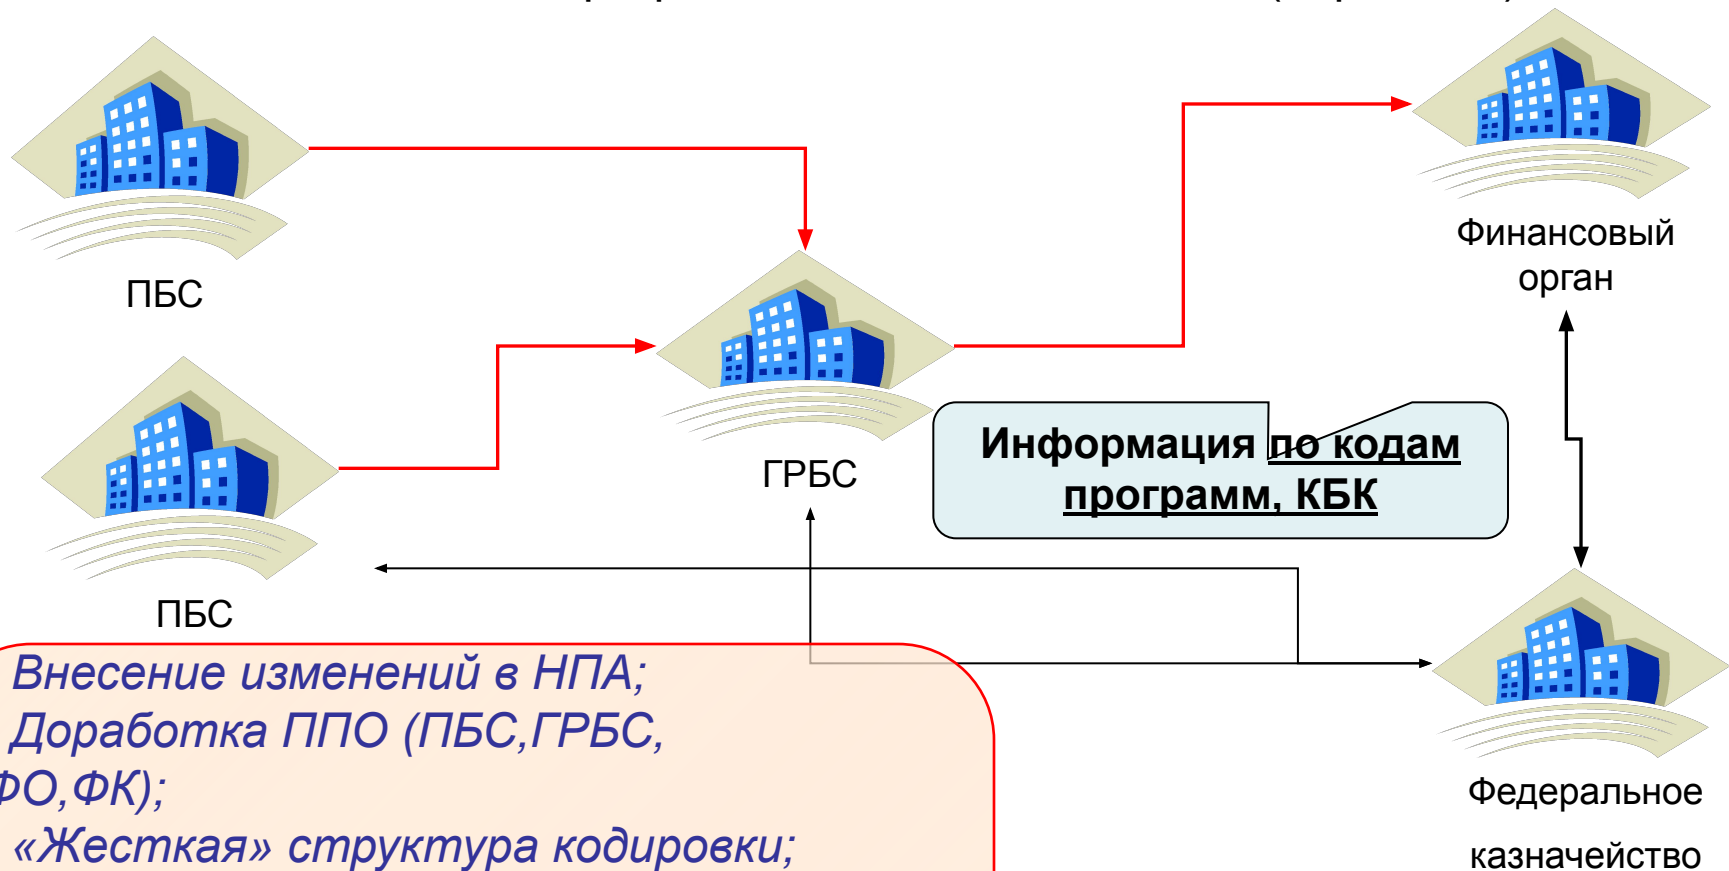 Финансовый
орган
ПБС
ГРБС
Информация по кодам
программ, КБК
ПБС
Внесение изменений в НПА;
Доработка ППО (ПБС,ГРБС,
ФО,ФК);
«Жесткая» структура кодировки;
Федеральное
казначейство